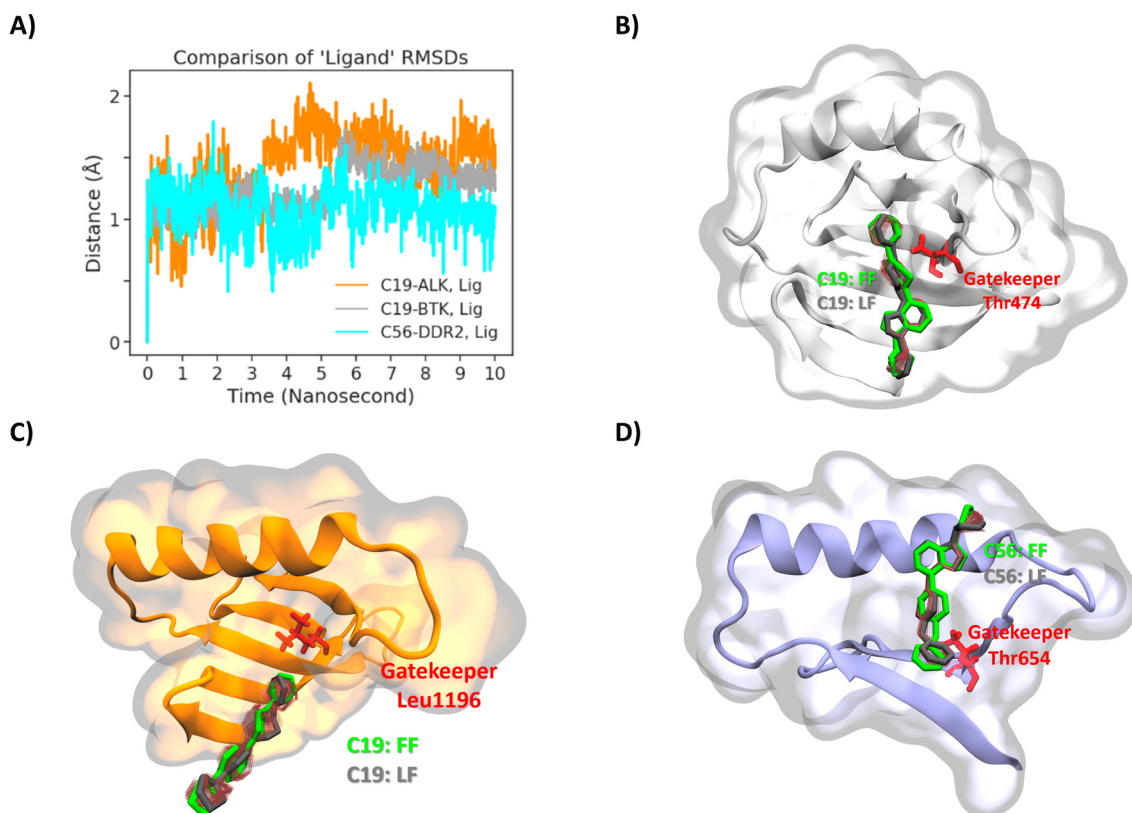 A)
Comparison of 'Ligand' RMSDs
2
1
0
Distance (Å)
C19-ALK, Lig
C19-BTK, Lig
C56-DDR2, Lig
0 1 2 3 4 5 6 7 8 9 10
Time (Nanosecond)
B)
C19: FF
C19: LF
Gatekeeper
Thr474
C)
Gatekeeper
Leu1196
C19: FF
C19: LF
D)
C56: FF
C56: LF
Gatekeeper
Thr654